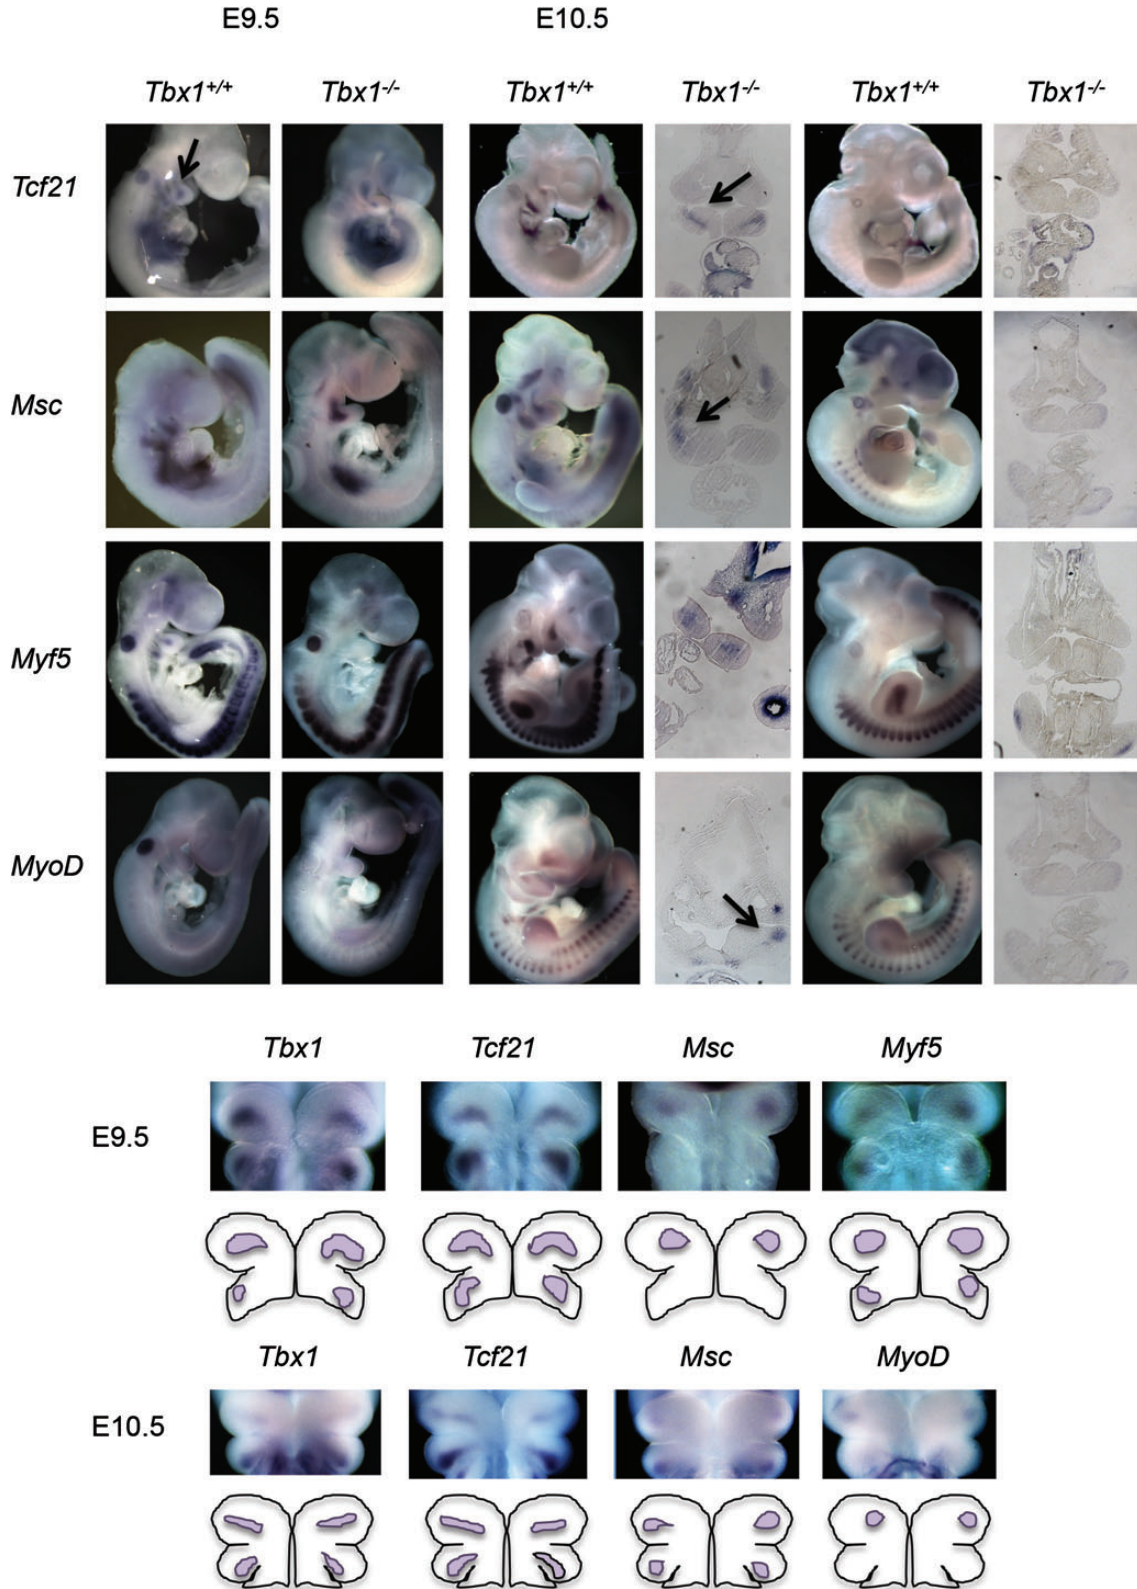 E9.5 E10.5
Tbx1+/+ Tbx1-/- Tbx1+/+ Tbx1-/- Tbx1+/+ Tbx1-/-
Tcf21
Msc
Myf5
MyoD
Tbx1 Tcf21 Msc Myf5
E9.5
Tbx1 Tcf21 Msc MyoD
E10.5